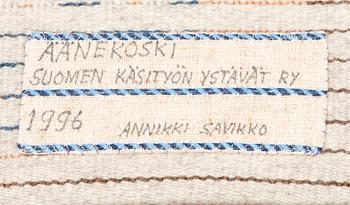 ÄÄNEKOSKI
SUOMEN KÄSITYÖN YSTÄVÄT RY
1996 ANNIKKI SAVIKKO